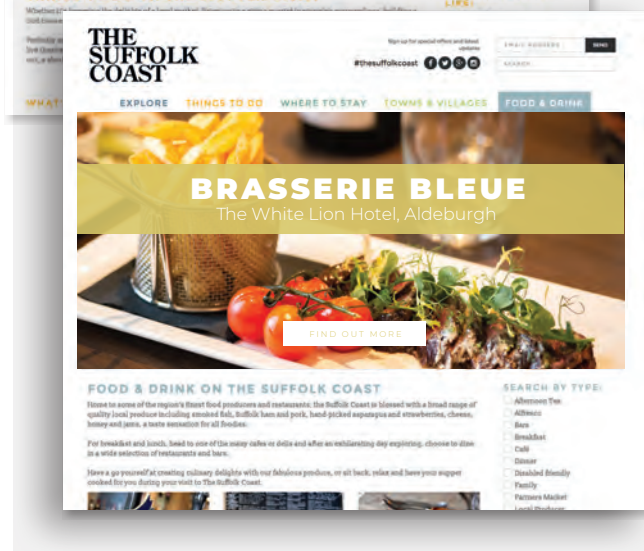 LIKE:
WHAT
THE
SUFFOLK
COAST
Sign up for special offers and latest
updates
#thesuffolkcoast
EMAIL ADDRESS
SEND
SEARCH
EXPLORE THINGS TO DO WHERE TO STAY TOWNS & VILLAGES FOOD & DRINK
BRASSERIE BLEUE
The White Lion Hotel, Aldeburgh
FIND OUT MORE
FOOD & DRINK ON THE SUFFOLK COAST
Home to some of the region's finest food producers and restaurants, the Suffolk Coast is blessed with a broad range of
quality local produce including smoked fish, Suffolk ham and pork, hand-picked asparagus and strawberries, cheese,
honey and jams, a taste sensation for all foodies.
For breakfast and lunch, head to one of the many cafes or delis and after an exhilarating day exploring, choose to dine
in a wide selection of restaurants and bars.
Have a go yourself at creating culinary delights with our fabulous produce, or sit back, relax and have your supper
cooked for you during your visit to The Suffolk Coast.
SEARCH BY TYPE:
Afternoon Tea
Alfresco
Bars
Breakfast
Café
Dinner
Disabled friendly
Family
Farmers Market
Local Producer